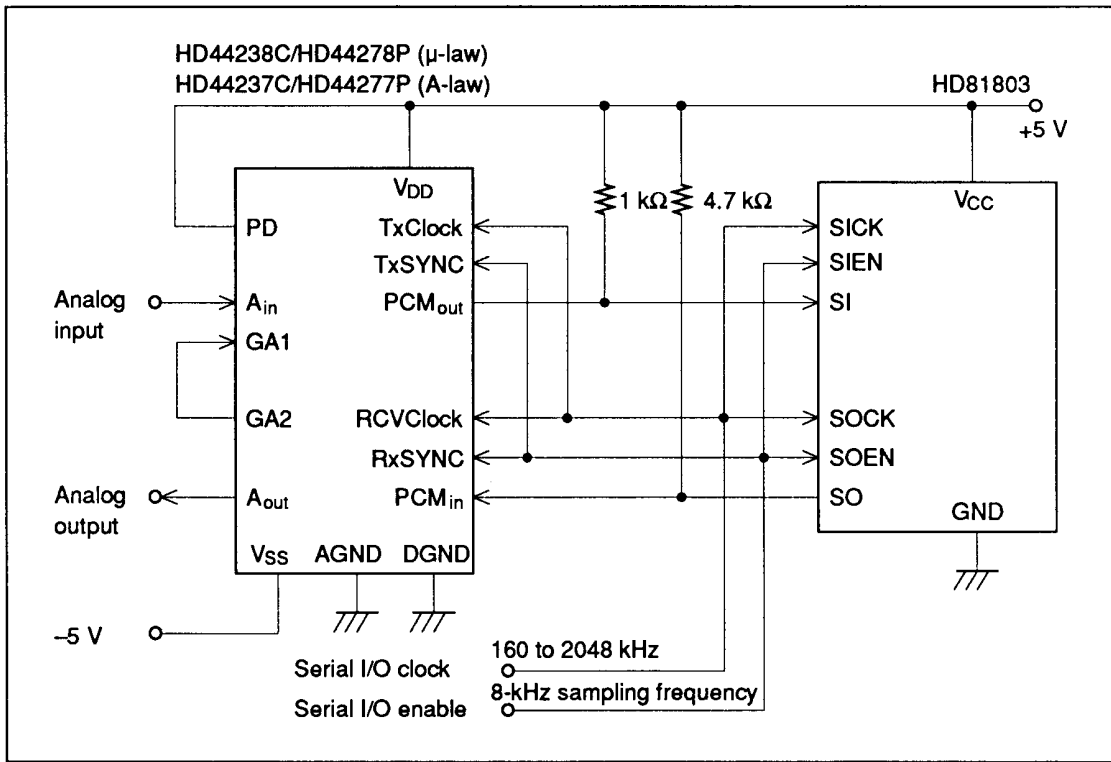 HD44238C/HD44278P (µ-law)
HD44237C/HD44277P (A-law)
HD81803
+5 V
VDD
VCC
PD
TxClock
1 kΩ
4.7 kΩ
SICK
TxSYNC
SIEN
Analog
input
Ain
PCMout
SI
GA1
GA2
RCVClock
SOCK
RxSYNC
SOEN
Analog
output
Aout
PCMin
SO
VSS
AGND
DGND
GND
–5 V
160 to 2048 kHz
Serial I/O clock
8-kHz sampling frequency
Serial I/O enable